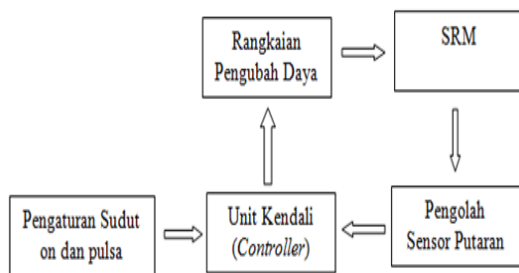 Rangkaian
Pengubah Daya
SRM
Pengaturan Sudut
on dan pulsa
Unit Kendali
(Controller)
Pengolah
Sensor Putaran